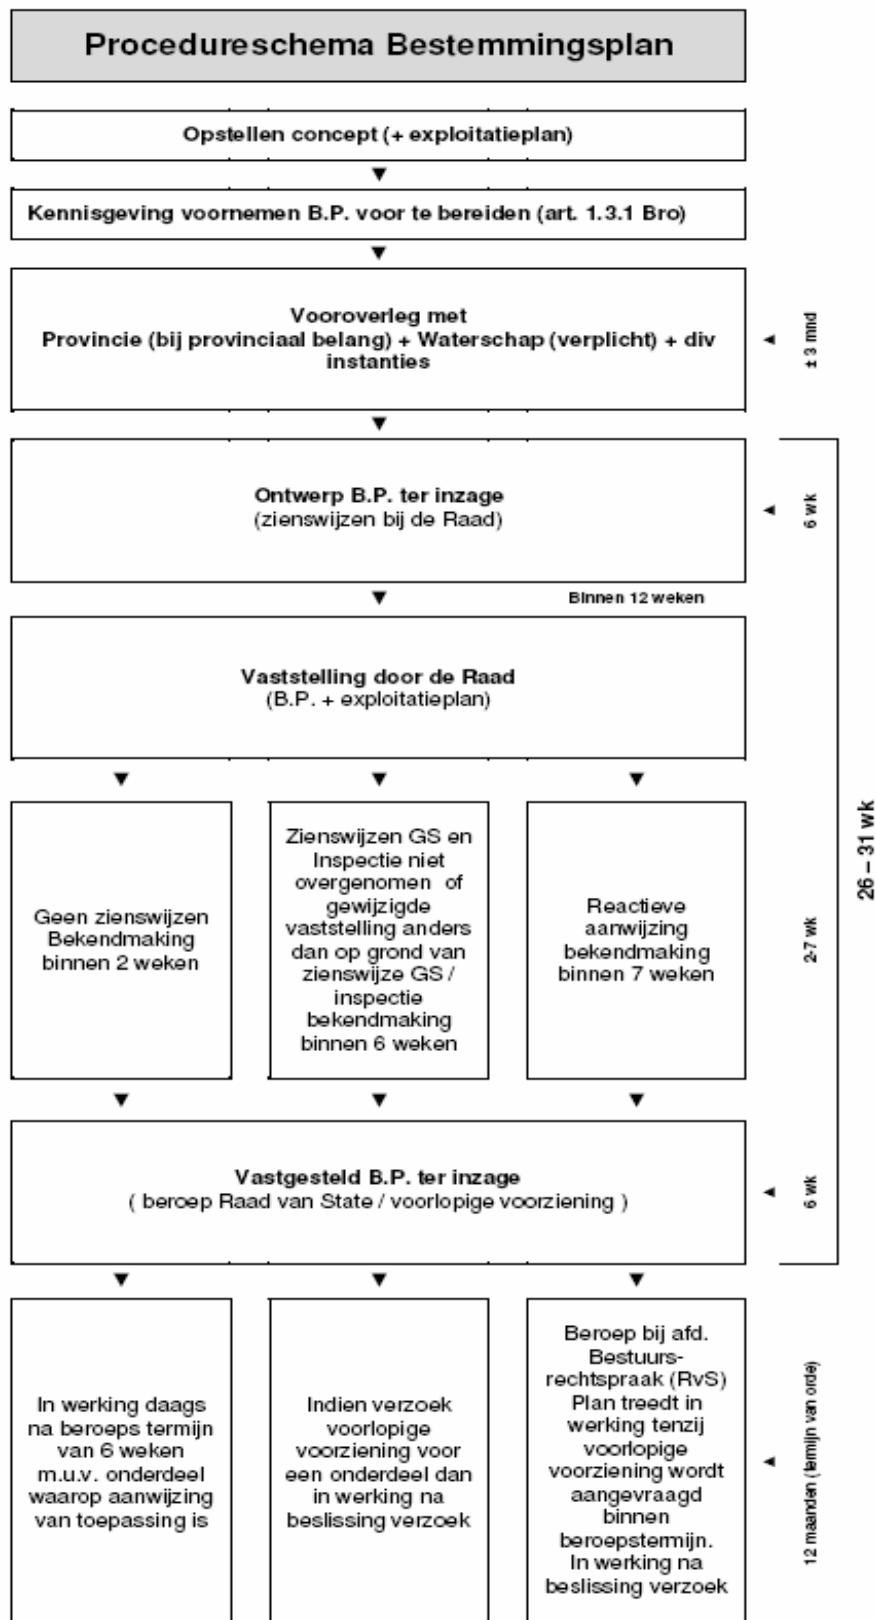 Procedureschema Bestemmingsplan
Opstellen concept (+ exploitatieplan)
Kennisgeving voornemen B.P. voor te bereiden (art. 1.3.1 Bro)
Vooroverleg met
Provincie (bij provinciaal belang) + Waterschap (verplicht) + div
instanties
± 3 mnd
Ontwerp B.P. ter inzage
(zienswijzen bij de Raad)
6 wk
Binnen 12 weken
Vaststelling door de Raad
(B.P. + exploitatieplan)
Geen zienswijzen
Bekendmaking
binnen 2 weken
Zienswijzen GS en
Inspectie niet
overgenomen of
gewijzigde
vaststelling anders
dan op grond van
zienswijze GS /
inspectie
bekendmaking
binnen 6 weken
Reactieve
aanwijzing
bekendmaking
binnen 7 weken
2-7 wk
26 – 31 wk
Vastgesteld B.P. ter inzage
( beroep Raad van State / voorlopige voorziening )
6 wk
In werking daags
na beroeps termijn
van 6 weken
m.u.v. onderdeel
waarop aanwijzing
van toepassing is
Indien verzoek
voorlopige
voorziening voor
een onderdeel dan
in werking na
beslissing verzoek
Beroep bij afd.
Bestuurs-
rechtspraak (RvS)
Plan treedt in
werking tenzij
voorlopige
voorziening wordt
aangevraagd
binnen
beroepstermijn.
In werking na
beslissing verzoek
12 maanden (termijn van orde)